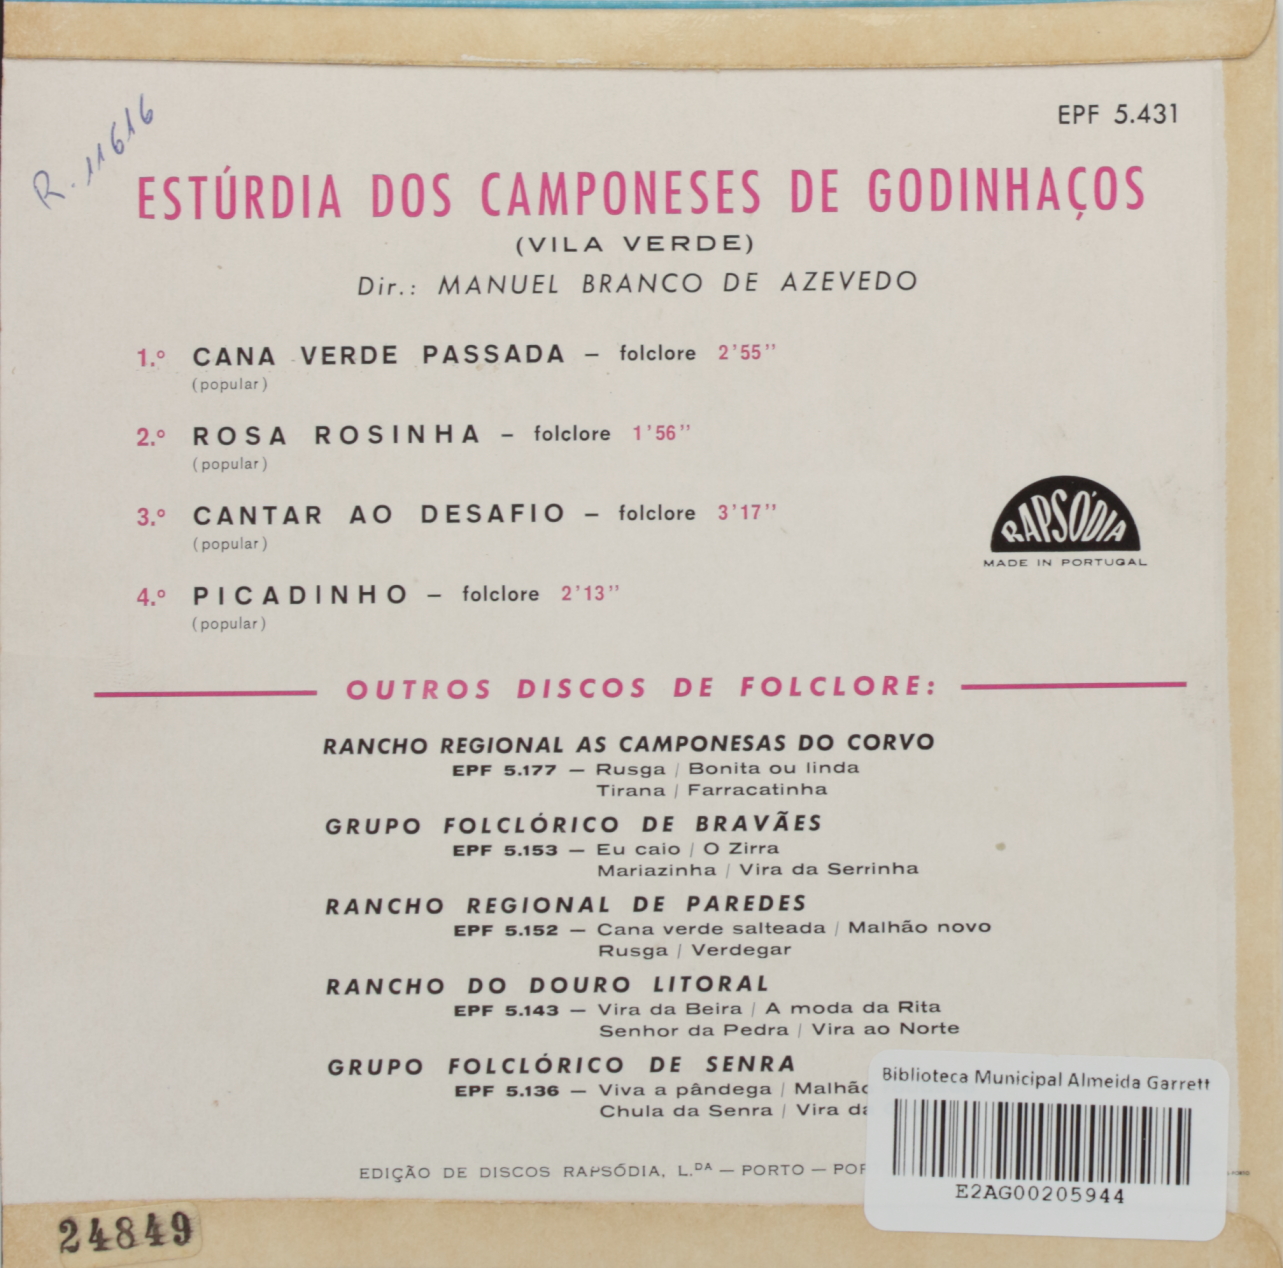 R. 11616
EPF 5.431
ESTÚRDIA DOS CAMPONESES DE GODINHAÇOS
(VILA VERDE)
Dir.: MANUEL BRANCO DE AZEVEDO
1.º CANA VERDE PASSADA – folclore 2'55''
(popular)
2.º ROSA ROSINHA – folclore 1'56''
(popular)
3.º CANTAR AO DESAFIO – folclore 3'17''
(popular)
4.º PICADINHO – folclore 2'13''
(popular)
RAPSÓDIA
MADE IN PORTUGAL
OUTROS DISCOS DE FOLCLORE:
RANCHO REGIONAL AS CAMPONESAS DO CORVO
EPF 5.177 — Rusga / Bonita ou linda
Tirana / Farracatinha
GRUPO FOLCLÓRICO DE BRAVÃES
EPF 5.153 — Eu caio / O Zirra
Mariazinha / Vira da Serrinha
RANCHO REGIONAL DE PAREDES
EPF 5.152 — Cana verde salteada / Malhão novo
Rusga / Verdegar
RANCHO DO DOURO LITORAL
EPF 5.143 — Vira da Beira / A moda da Rita
Senhor da Pedra / Vira ao Norte
GRUPO FOLCLÓRICO DE SENRA
EPF 5.136 — Viva a pândega /
Chula da Senra / Vira
EDIÇÃO DE DISCOS RAPSÓDIA, L.DA — PORTO —
Biblioteca Municipal Almeida Garrett
E2AG00205944
24849